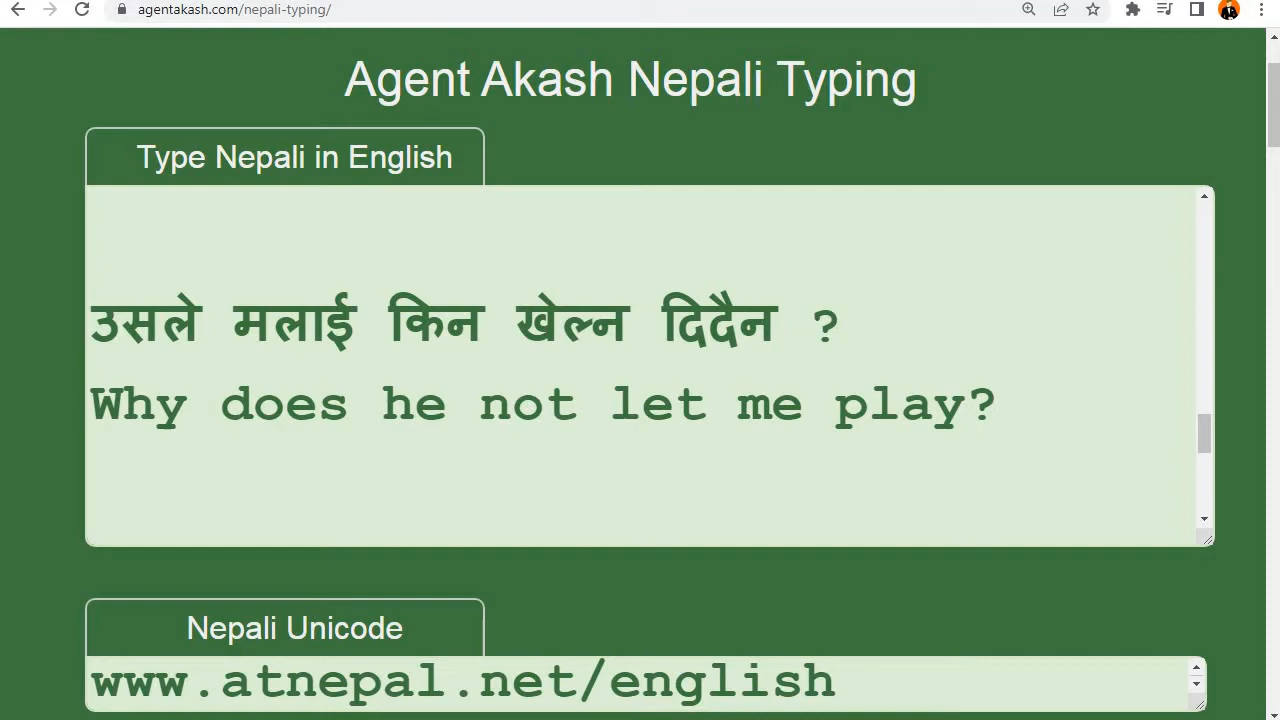 agentakash.com/nepali-typing/
Agent Akash Nepali Typing
Type Nepali in English
उसले मलाई किन खेल्न दिदैन ?
Why does he not let me play?
Nepali Unicode
www.atnepal.net/english